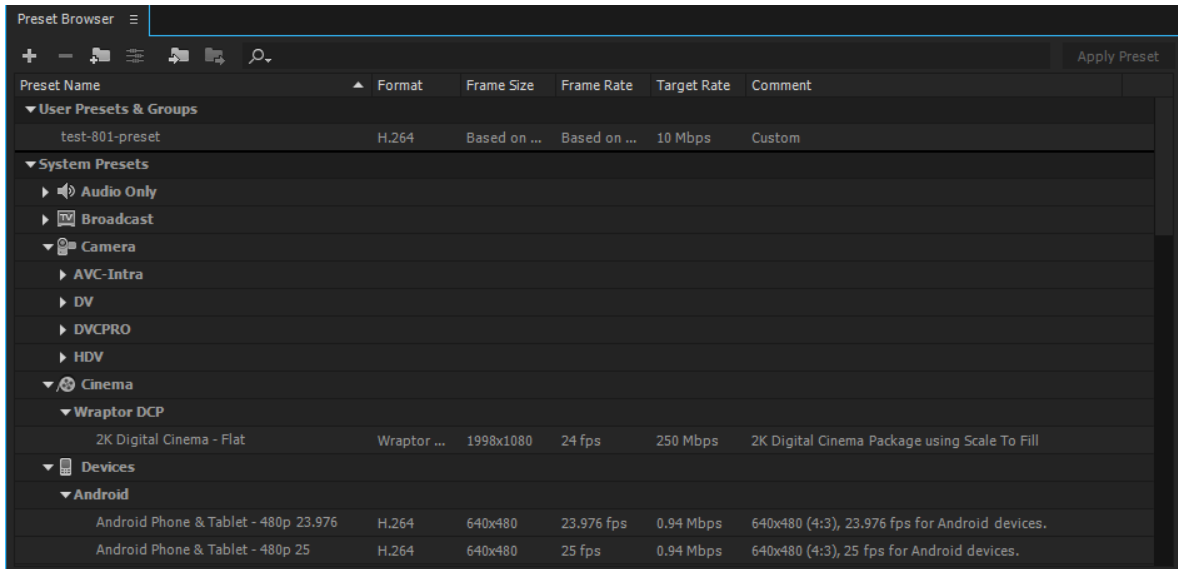 Preset Browser
Apply Preset
Preset Name Format Frame Size Frame Rate Target Rate Comment
User Presets & Groups
test-801-preset H.264 Based on ... Based on ... 10 Mbps Custom
System Presets
Audio Only
TV Broadcast
Camera
AVC-Intra
DV
DVCPRO
HDV
Cinema
Wraptor DCP
2K Digital Cinema - Flat Wraptor ... 1998x1080 24 fps 250 Mbps 2K Digital Cinema Package using Scale To Fill
Devices
Android
Android Phone & Tablet - 480p 23.976 H.264 640x480 23.976 fps 0.94 Mbps 640x480 (4:3), 23.976 fps for Android devices.
Android Phone & Tablet - 480p 25 H.264 640x480 25 fps 0.94 Mbps 640x480 (4:3), 25 fps for Android devices.